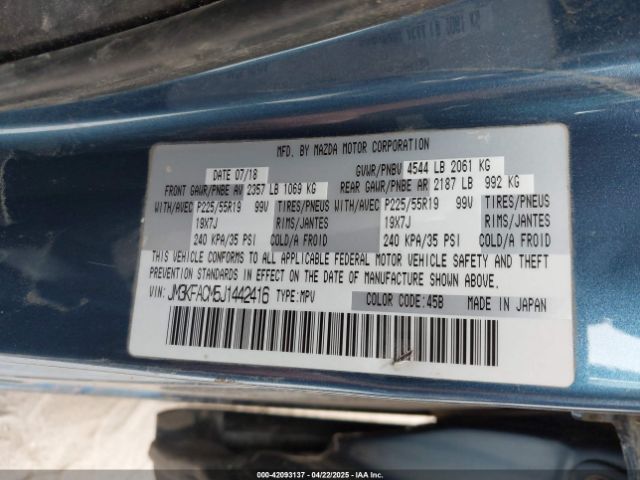 MFD. BY MAZDA MOTOR CORPORATION
DATE 07/18 GVWR/PNBV 4544 LB 2061 KG
FRONT GAWR/PNBE AV 2357 LB 1069 KG REAR GAWR/PNBE AR 2187 LB 992 KG
WITH/AVEC P225/55R19 99V TIRES/PNEUS WITH/AVEC P225/55R19 99V TIRES/PNEUS
19X7J RIMS/JANTES 19X7J RIMS/JANTES
240 KPA/35 PSI COLD/A FROID 240 KPA/35 PSI COLD/A FROID
THIS VEHICLE CONFORMS TO ALL APPLICABLE FEDERAL MOTOR VEHICLE SAFETY AND THEFT
PREVENTION STANDARDS IN EFFECT ON THE DATE OF MANUFACTURE SHOWN ABOVE.
VIN: JM3KFACM5J1442416 TYPE: MPV COLOR CODE: 45B MADE IN JAPAN
000-42093137 - 04/22/2025 - IAAI.COM